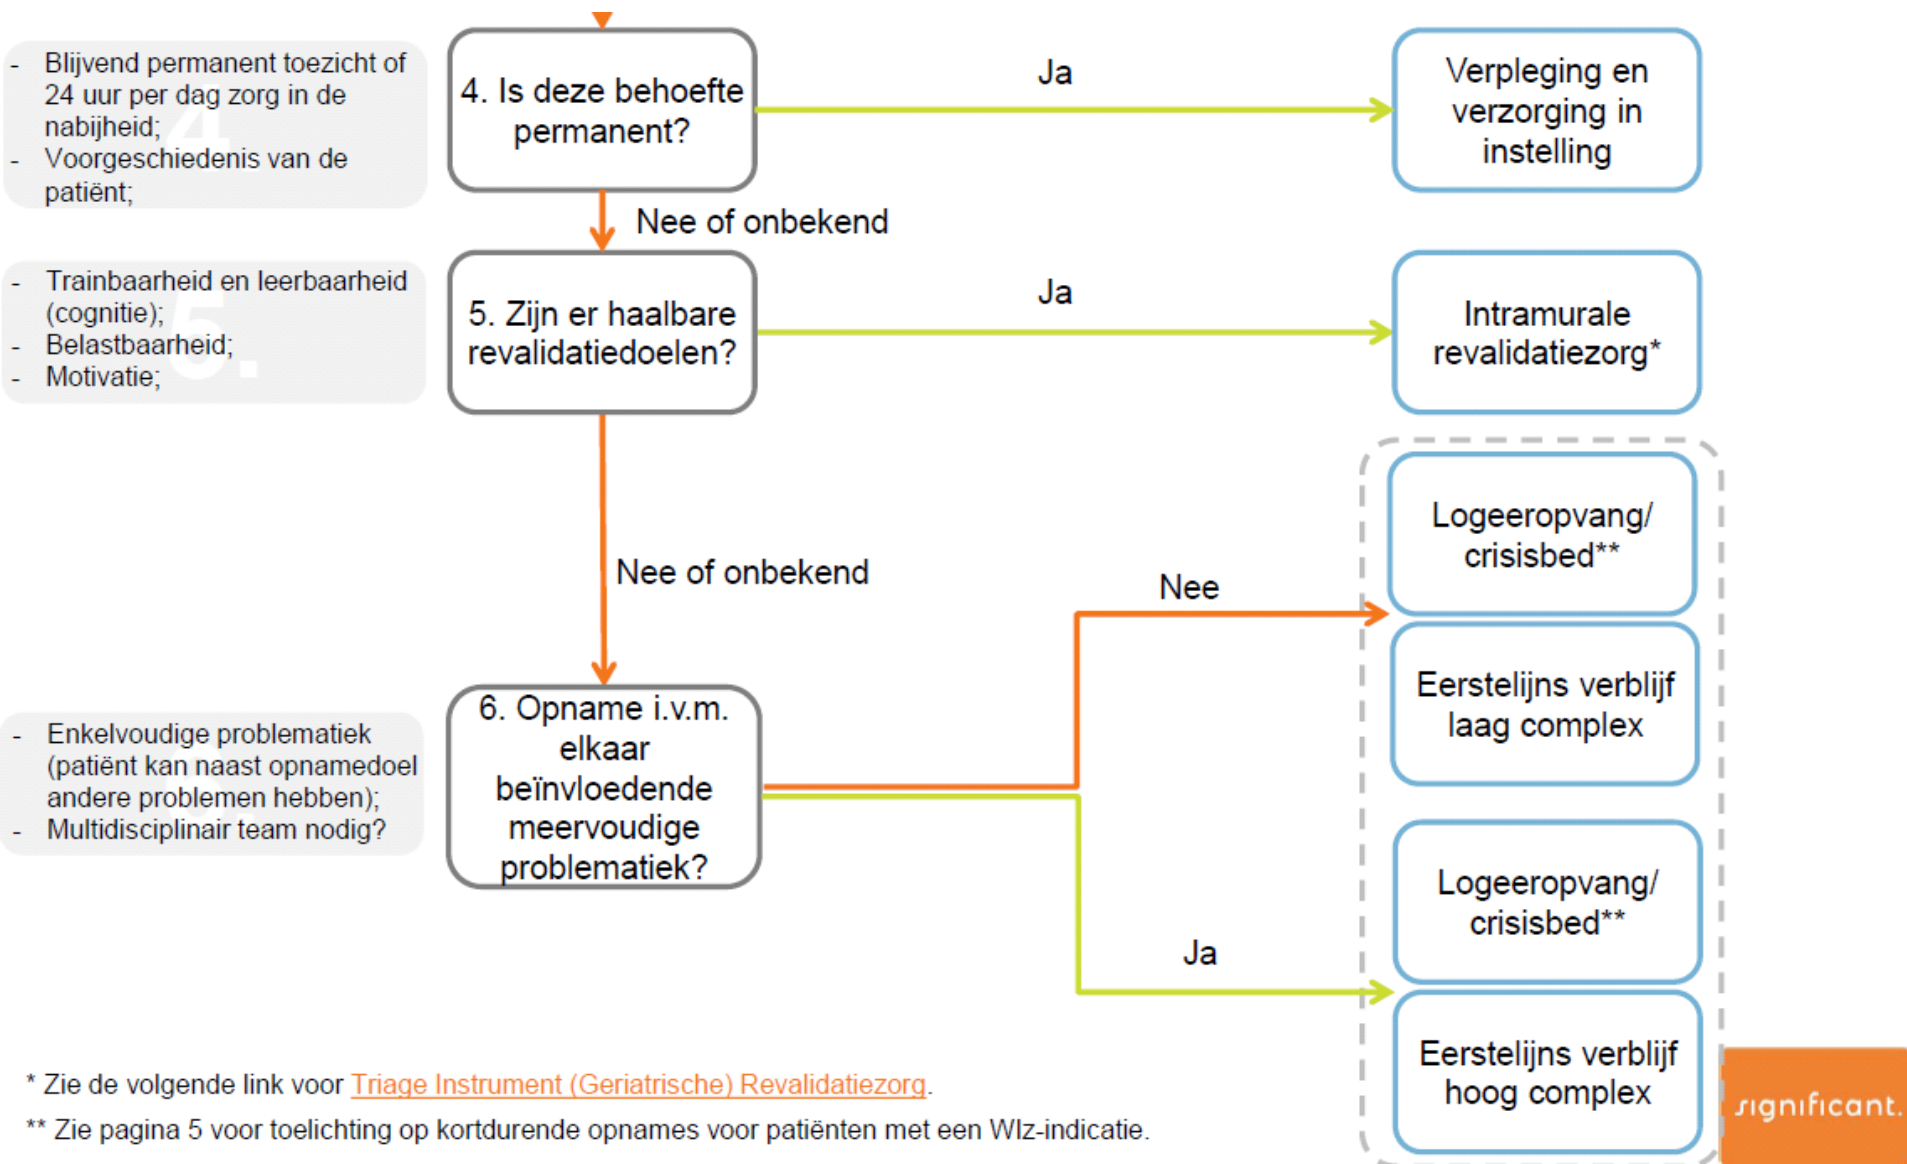 - Blijvend permanent toezicht of
24 uur per dag zorg in de
nabijheid;
- Voorgeschiedenis van de
patiënt;
4.
4. Is deze behoefte
permanent?
Ja
Verpleging en
verzorging in
instelling
Nee of onbekend
- Trainbaarheid en leerbaarheid
(cognitie);
- Belastbaarheid;
- Motivatie;
5.
5. Zijn er haalbare
revalidatiedoelen?
Ja
Intramurale
revalidatiezorg*
Nee of onbekend
- Enkelvoudige problematiek
(patiënt kan naast opnamedoel
andere problemen hebben);
- Multidisciplinair team nodig?
6. Opname i.v.m.
elkaar
beïnvloedende
meervoudige
problematiek?
Nee
Logeeropvang/
crisisbed**
Eerstelijns verblijf
laag complex
Ja
Logeeropvang/
crisisbed**
Eerstelijns verblijf
hoog complex
* Zie de volgende link voor Triage Instrument (Geriatrische) Revalidatiezorg.
** Zie pagina 5 voor toelichting op kortdurende opnames voor patiënten met een Wlz-indicatie.
significant.